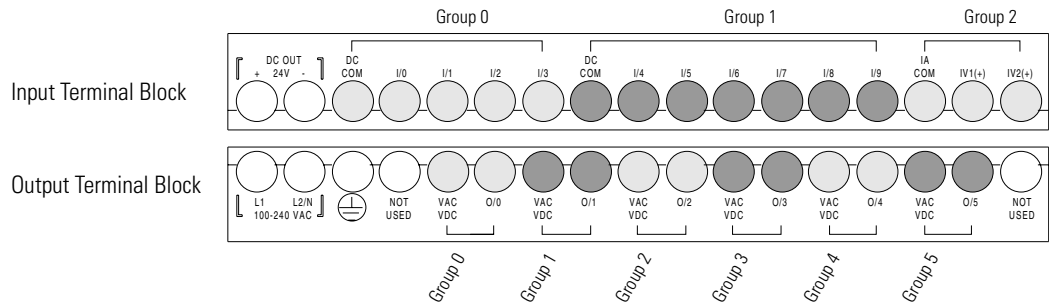 Group 0 Group 1 Group 2
Input Terminal Block
DC OUT
+ 24V -
DC COM
I/0
I/1
I/2
I/3
DC COM
I/4
I/5
I/6
I/7
I/8
I/9
IA COM
IV1(+)
IV2(+)
Output Terminal Block
L1 L2/N
100-240 VAC
NOT USED
VAC VDC
O/0
VAC VDC
O/1
VAC VDC
O/2
VAC VDC
O/3
VAC VDC
O/4
VAC VDC
O/5
NOT USED
Group 0
Group 1
Group 2
Group 3
Group 4
Group 5